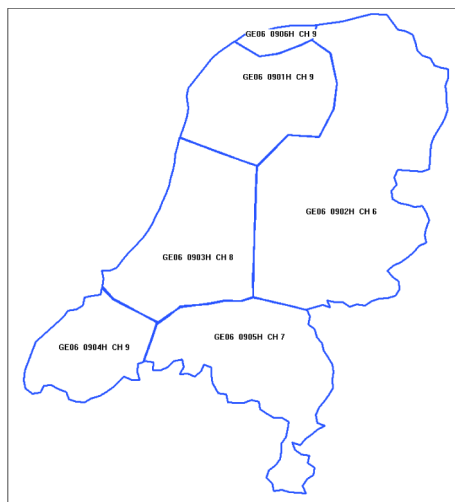 GE06 0906H CH 9
GE06 0901H CH 9
GE06 0902H CH 6
GE06 0903H CH 8
GE06 0904H CH 9
GE06 0905H CH 7